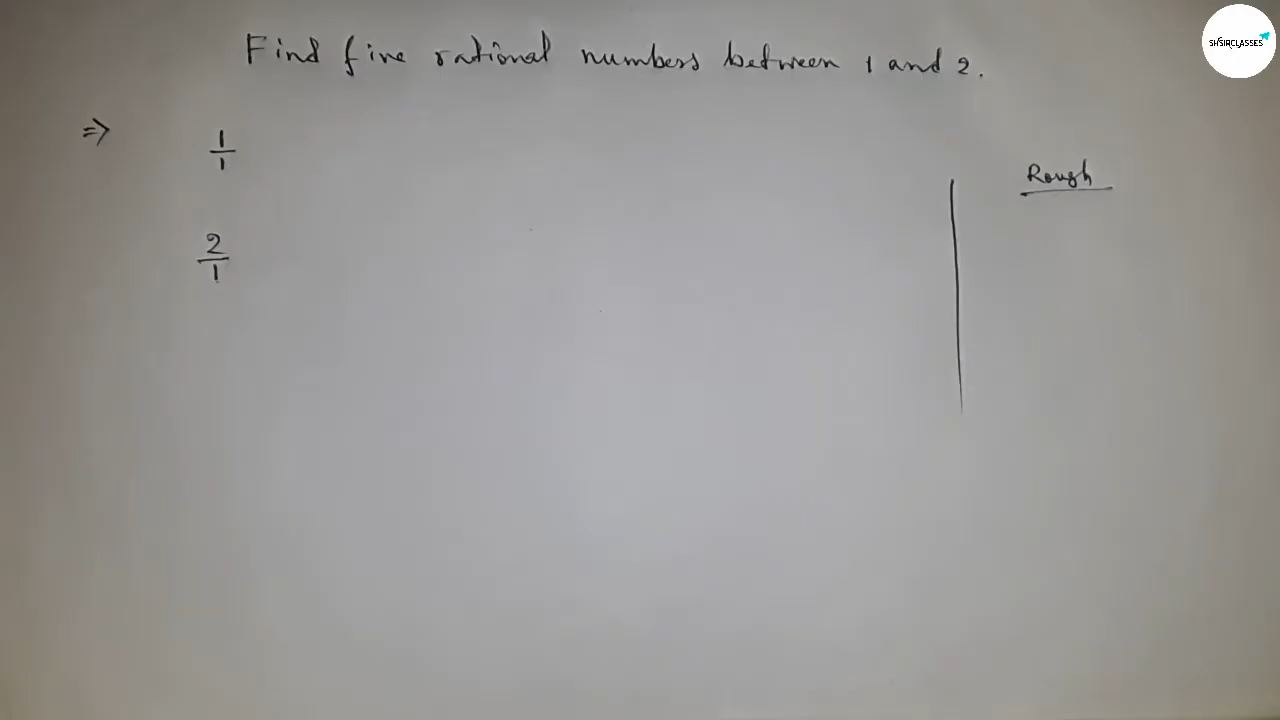 Find five rational numbers between 1 and 2.
⇒ 1/1
Rough
2/1
SHSIRCLASSES